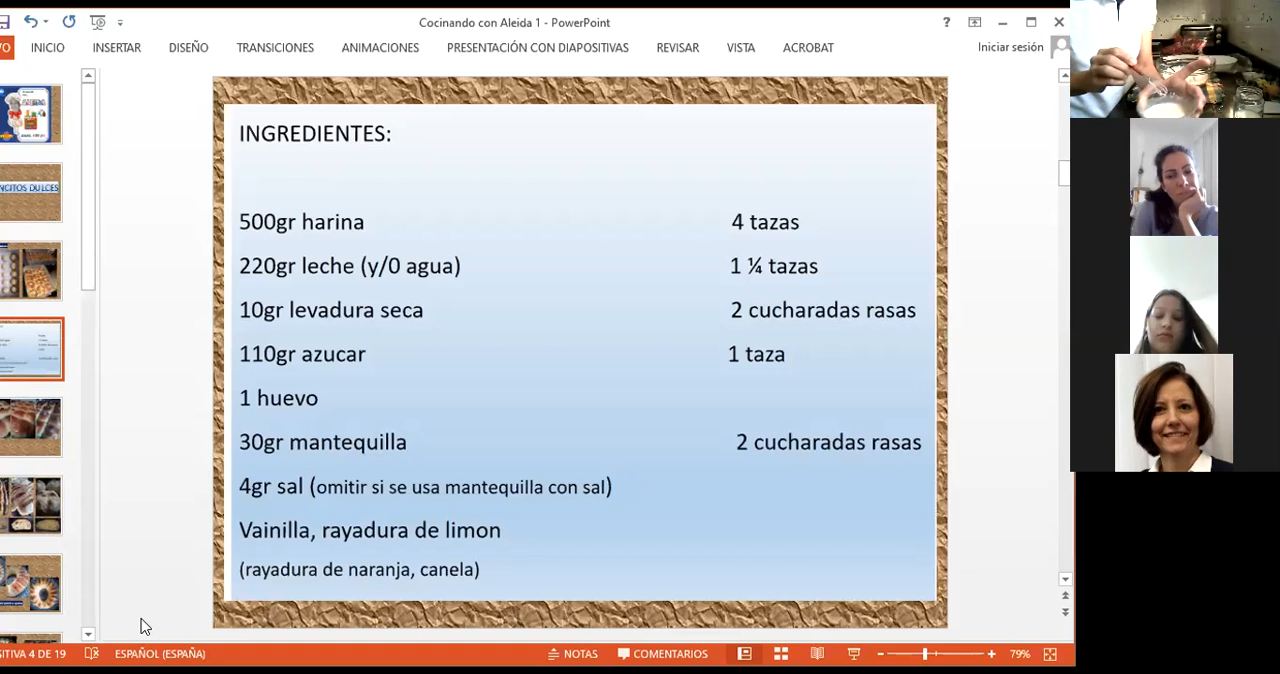 Cocinando con Aleida 1 - PowerPoint
INICIO INSERTAR DISEÑO TRANSICIONES ANIMACIONES PRESENTACIÓN CON DIAPOSITIVAS REVISAR VISTA ACROBAT Iniciar sesión
INGREDIENTES:
500gr harina 4 tazas
220gr leche (y/0 agua) 1 ¼ tazas
10gr levadura seca 2 cucharadas rasas
110gr azucar 1 taza
1 huevo
30gr mantequilla 2 cucharadas rasas
4gr sal (omitir si se usa mantequilla con sal)
Vainilla, rayadura de limon
(rayadura de naranja, canela)
4 DE 19 ESPAÑOL (ESPAÑA) NOTAS COMENTARIOS 79%